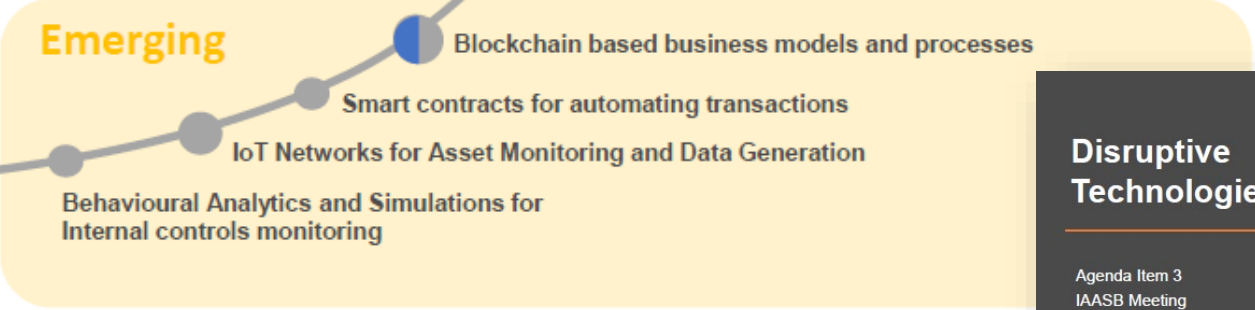 Emerging
Blockchain based business models and processes
Smart contracts for automating transactions
IoT Networks for Asset Monitoring and Data Generation
Behavioural Analytics and Simulations for
Internal controls monitoring
Disruptive
Technologie
Agenda Item 3
IAASB Meeting